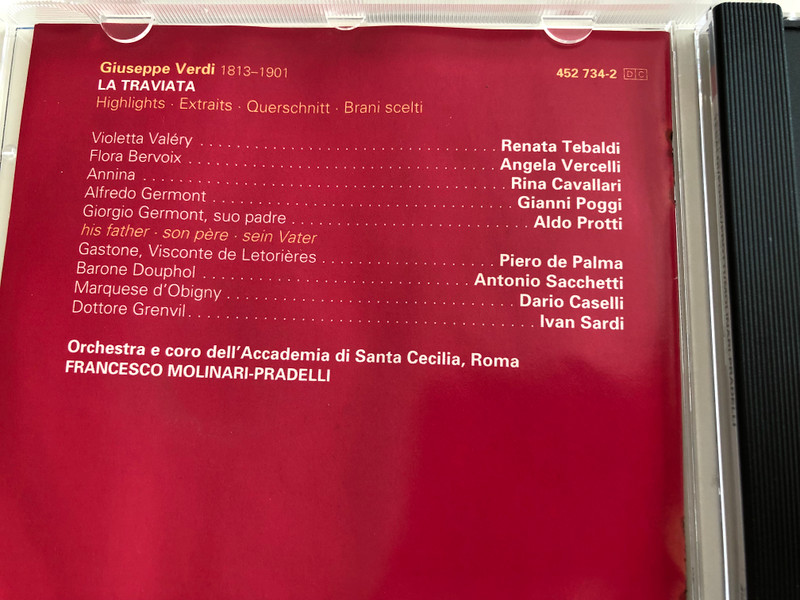 Giuseppe Verdi 1813–1901 452 734-2 DC
LA TRAVIATA
Highlights · Extraits · Querschnitt · Brani scelti
Violetta Valéry . . . . . . . . . . . . . . . . . . . . Renata Tebaldi
Flora Bervoix . . . . . . . . . . . . . . . . . . . . Angela Vercelli
Annina . . . . . . . . . . . . . . . . . . . . Rina Cavallari
Alfredo Germont . . . . . . . . . . . . . . . . . . . . Gianni Poggi
Giorgio Germont, suo padre . . . . . . . . . . . . . . . . . . . . Aldo Protti
his father · son père · sein Vater
Gastone, Visconte de Letorières . . . . . . . . . . . . . . . . . . . . Piero de Palma
Barone Douphol . . . . . . . . . . . . . . . . . . . . Antonio Sacchetti
Marquese d'Obigny . . . . . . . . . . . . . . . . . . . . Dario Caselli
Dottore Grenvil . . . . . . . . . . . . . . . . . . . . Ivan Sardi
Orchestra e coro dell'Accademia di Santa Cecilia, Roma
FRANCESCO MOLINARI-PRADELLI